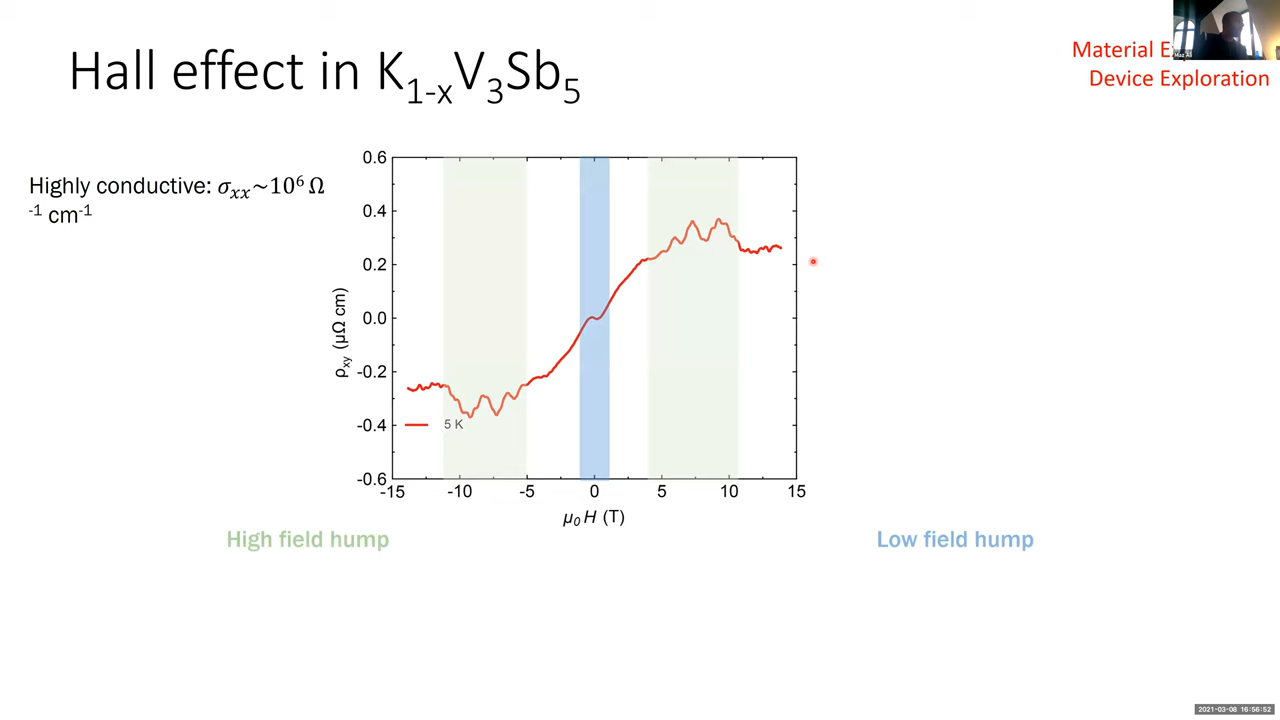 Hall effect in K1-xV3Sb5
Material E
Device Exploration
Highly conductive: σxx~10⁶ Ω
-1 cm-1
0.6
0.4
0.2
0.0
-0.2
-0.4
-0.6
ρxy (μΩ cm)
5 K
-15 -10 -5 0 5 10 15
μ0 H (T)
High field hump
Low field hump
2021-03-08 16:56:52